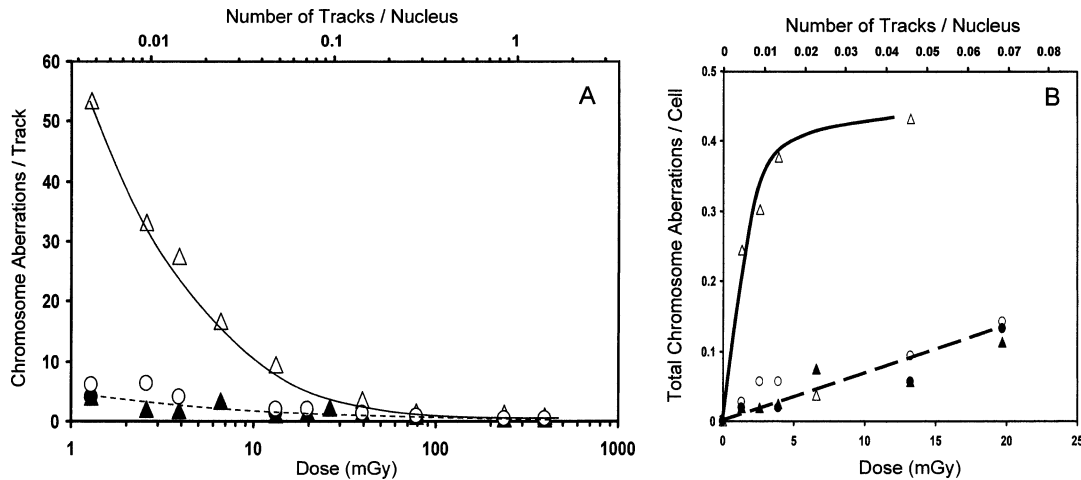 Number of Tracks / Nucleus
0.01 0.1 1
A
Chromosome Aberrations / Track
60
50
40
30
20
10
0
1 10 100 1000
Dose (mGy)
Number of Tracks / Nucleus
0 0.01 0.02 0.03 0.04 0.05 0.06 0.07 0.08
B
Total Chromosome Aberrations / Cell
0.5
0.4
0.3
0.2
0.1
0
0 5 10 15 20 25
Dose (mGy)